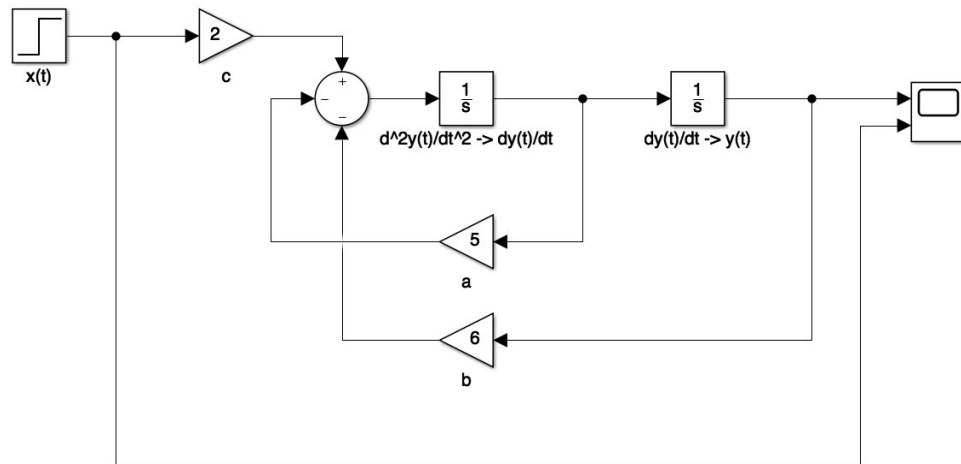 2
x(t)
c
+
−
−
1
s
d^2y(t)/dt^2 -> dy(t)/dt
1
s
dy(t)/dt -> y(t)
5
a
6
b